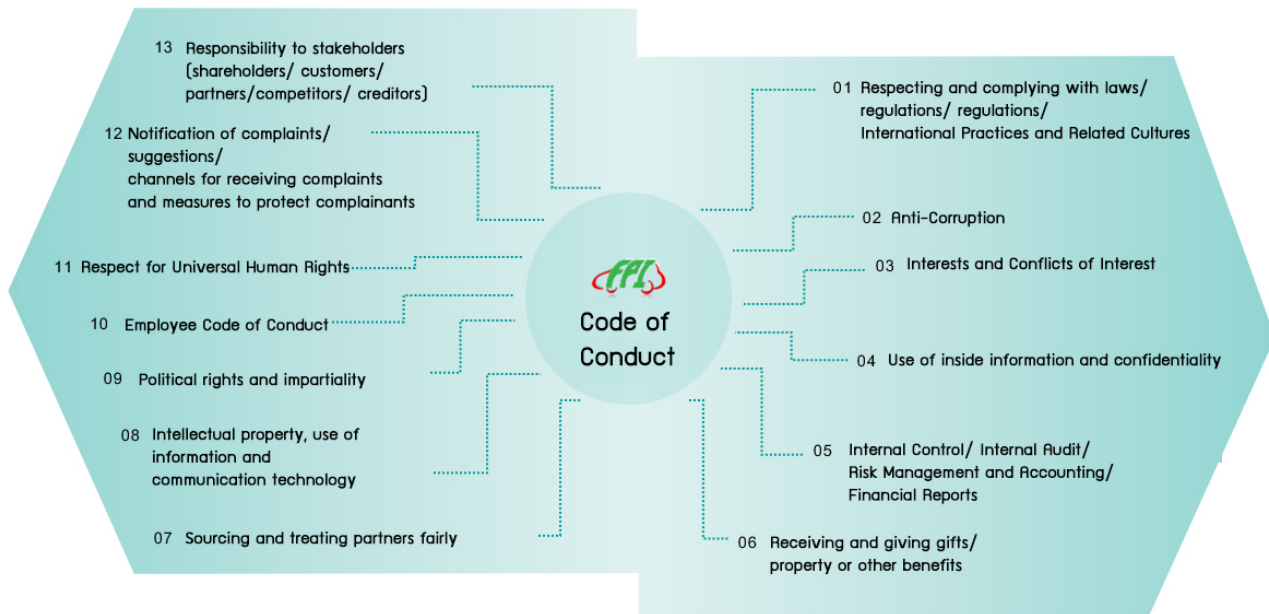 13 Responsibility to stakeholders
(shareholders/ customers/
partners/competitors/ creditors)
12 Notification of complaints/
suggestions/
channels for receiving complaints
and measures to protect complainants
11 Respect for Universal Human Rights
10 Employee Code of Conduct
09 Political rights and impartiality
08 Intellectual property, use of
information and
communication technology
07 Sourcing and treating partners fairly
FPI
Code of
Conduct
01 Respecting and complying with laws/
regulations/ regulations/
International Practices and Related Cultures
02 Anti-Corruption
03 Interests and Conflicts of Interest
04 Use of inside information and confidentiality
05 Internal Control/ Internal Audit/
Risk Management and Accounting/
Financial Reports
06 Receiving and giving gifts/
property or other benefits